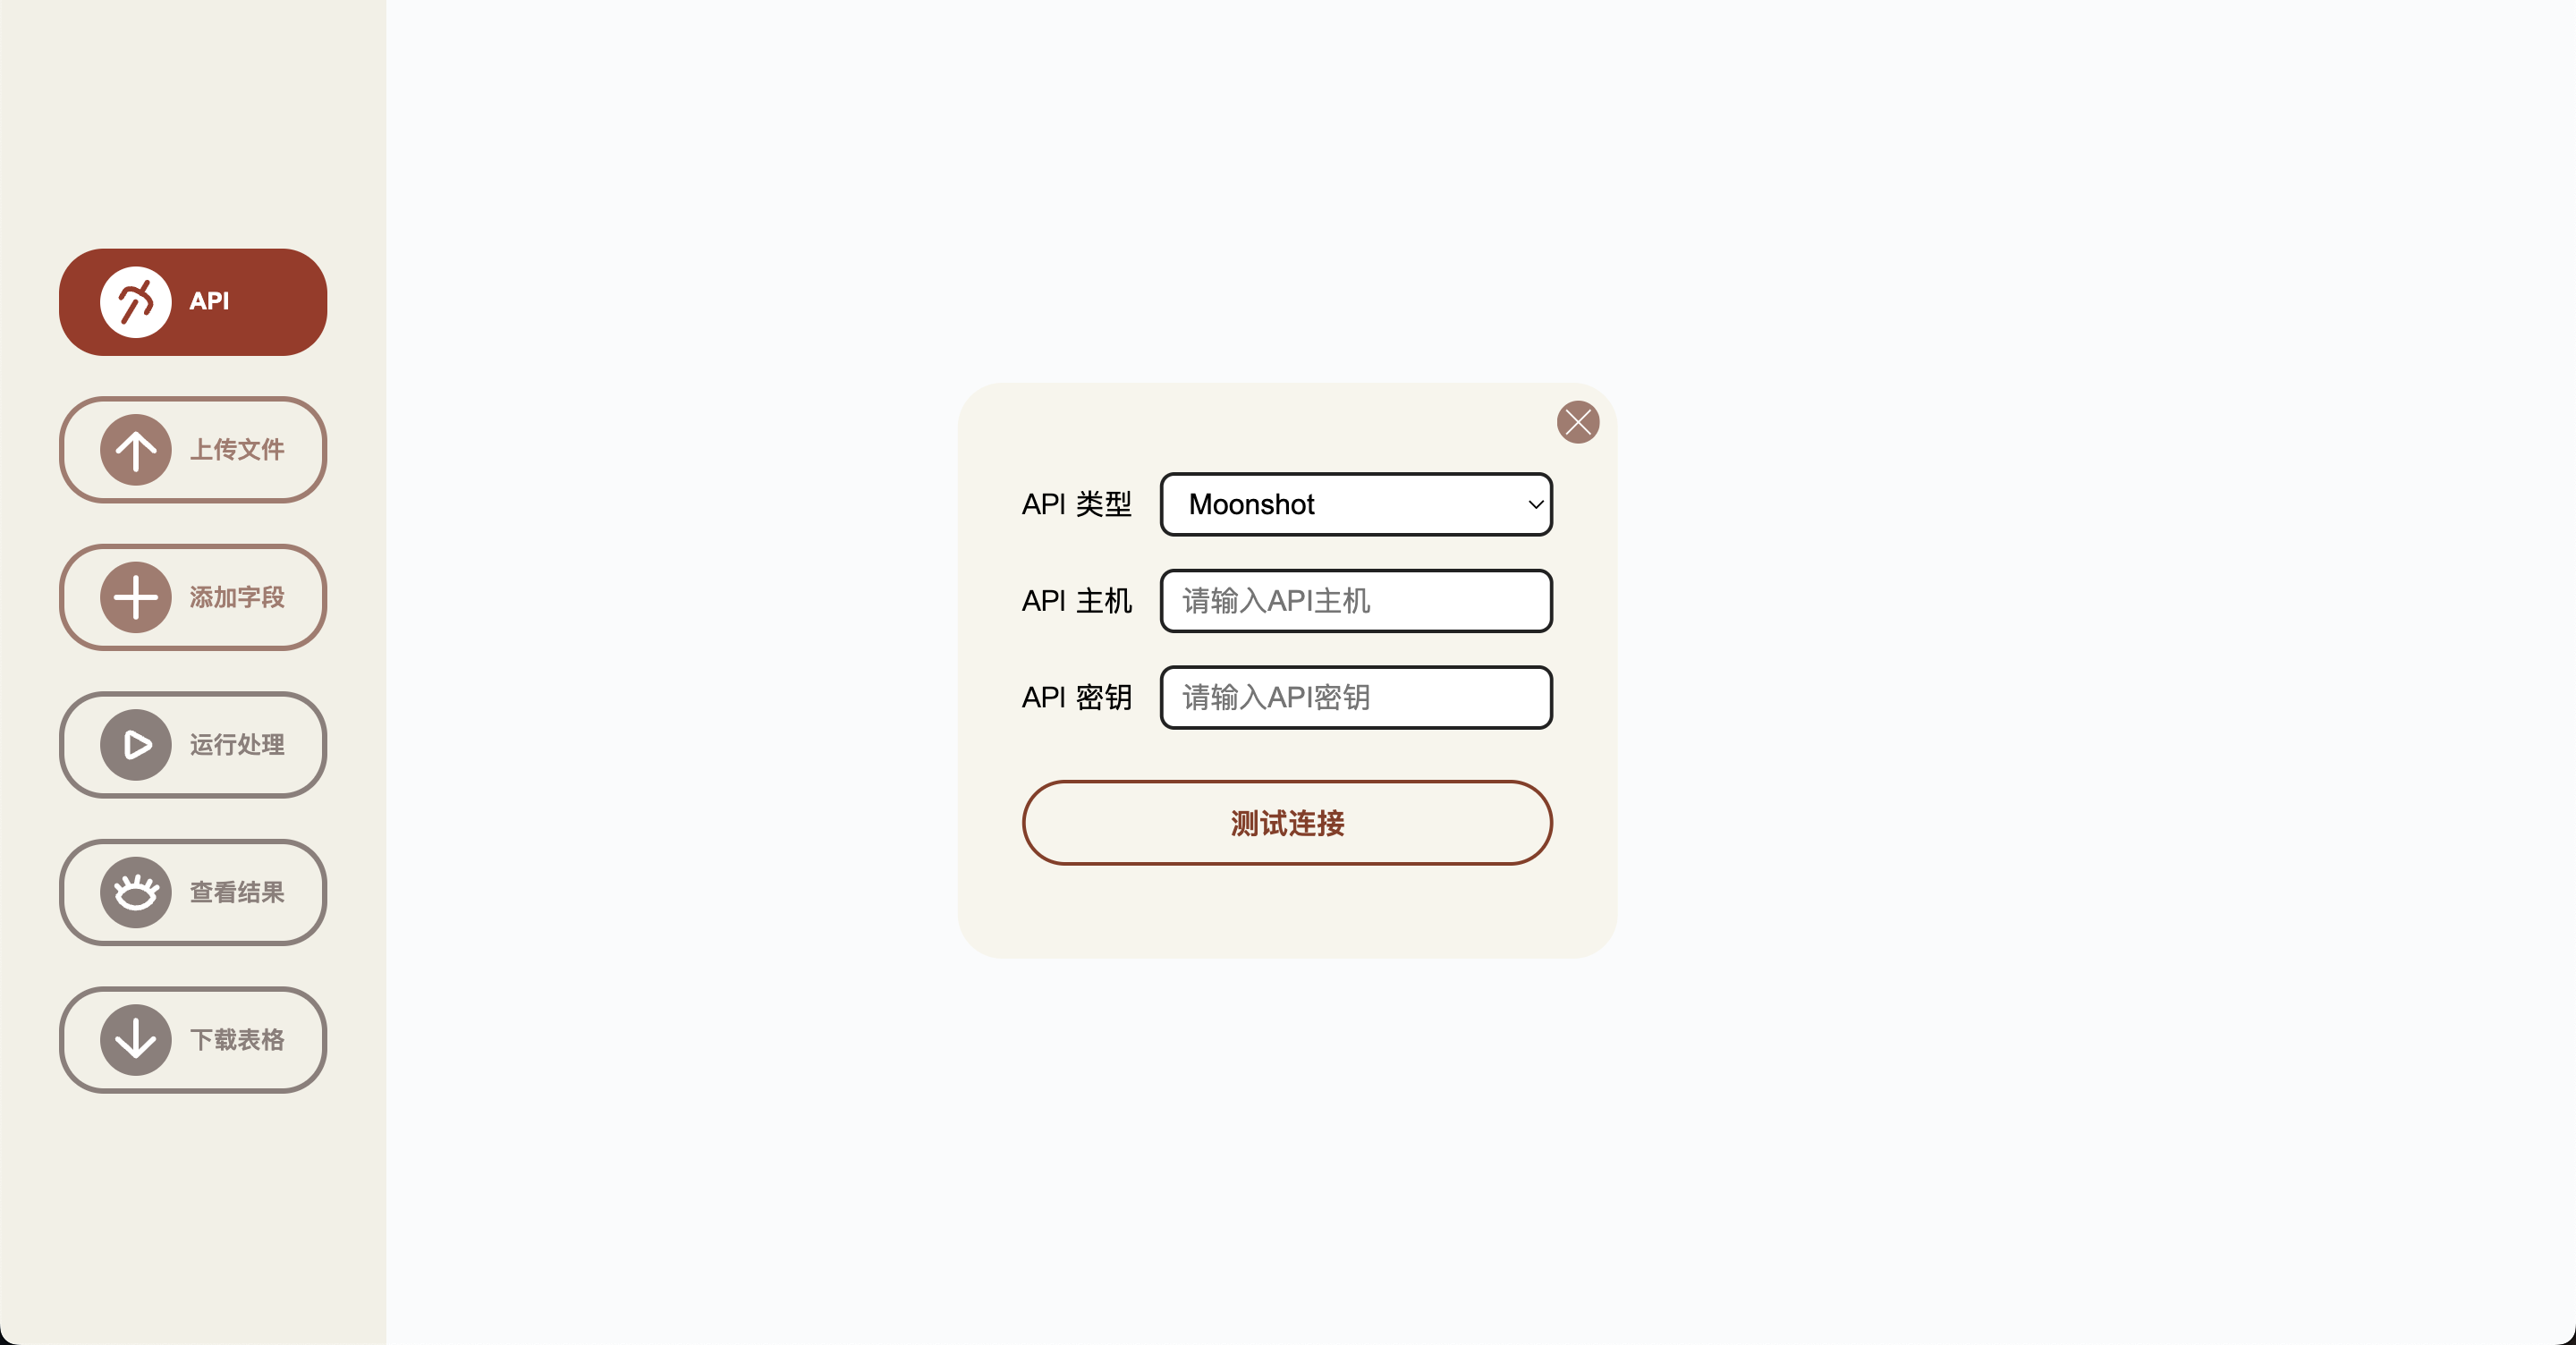 API
上传文件
添加字段
运行处理
查看结果
下载表格
API 类型 Moonshot
API 主机 请输入API主机
API 密钥 请输入API密钥
测试连接